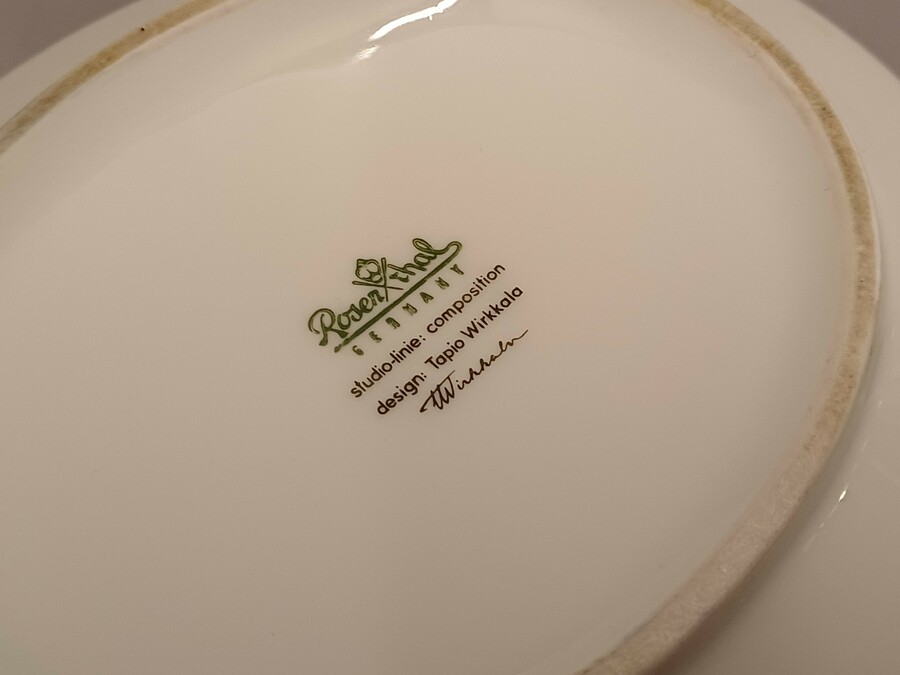 Rosenthal
GERMANY
studio-linie: composition
design: Tapio Wirkkala
TWirkkala